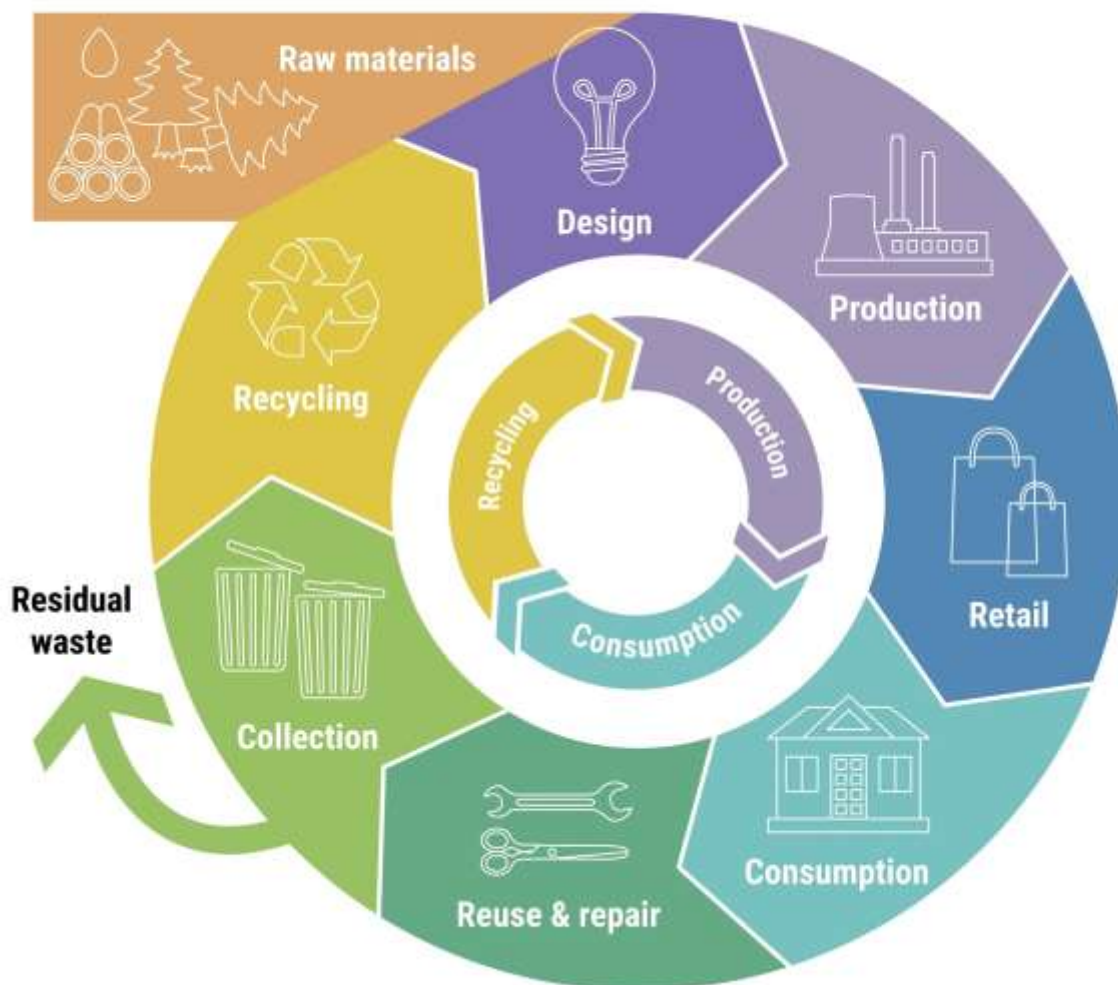 Raw materials
Design
Production
Retail
Consumption
Reuse & repair
Collection
Recycling
Residual
waste
Production
Consumption
Recycling